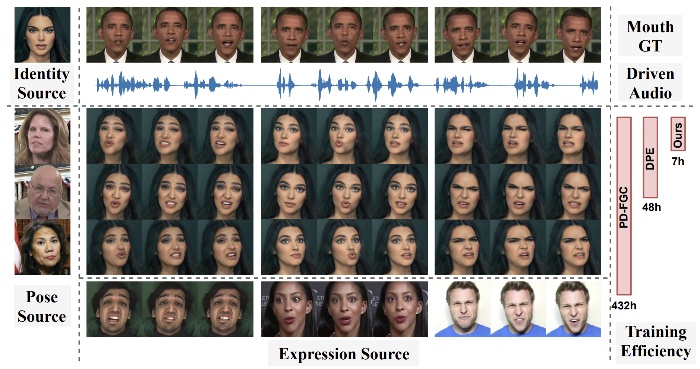 Mouth
GT
Identity
Source
Driven
Audio
Ours
7h
DPE
48h
PD-FGC
432h
Pose
Source
Expression Source
Training
Efficiency